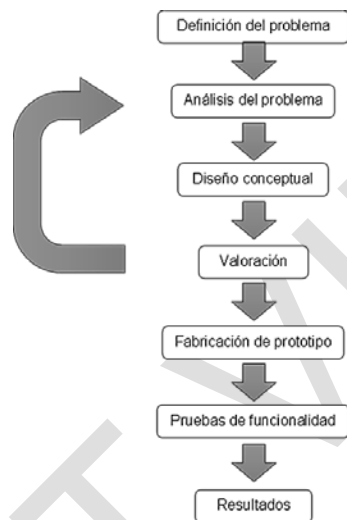 Definición del problema
Análisis del problema
Diseño conceptual
Valoración
Fabricación de prototipo
Pruebas de funcionalidad
Resultados